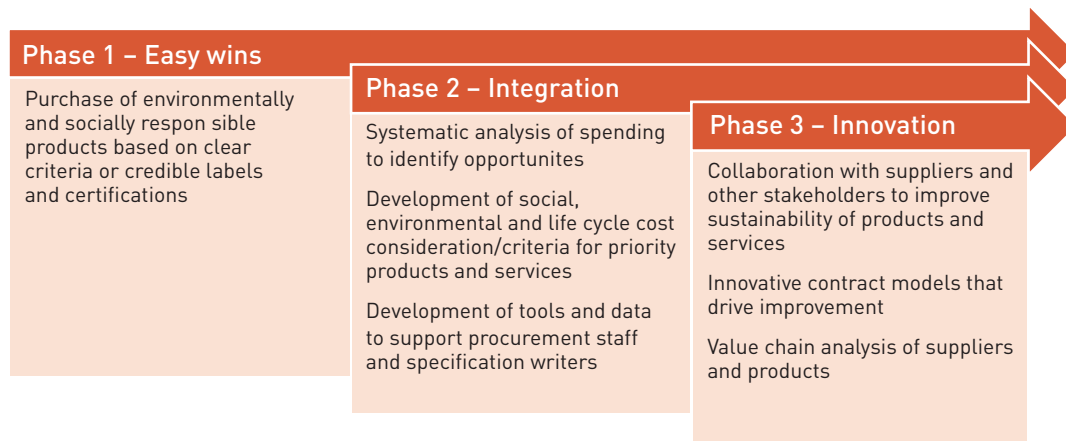 Phase 1 – Easy wins
Purchase of environmentally
and socially respon sible
products based on clear
criteria or credible labels
and certifications
Phase 2 – Integration
Systematic analysis of spending
to identify opportunites
Development of social,
environmental and life cycle cost
consideration/criteria for priority
products and services
Development of tools and data
to support procurement staff
and specification writers
Phase 3 – Innovation
Collaboration with suppliers and
other stakeholders to improve
sustainability of products and
services
Innovative contract models that
drive improvement
Value chain analysis of suppliers
and products